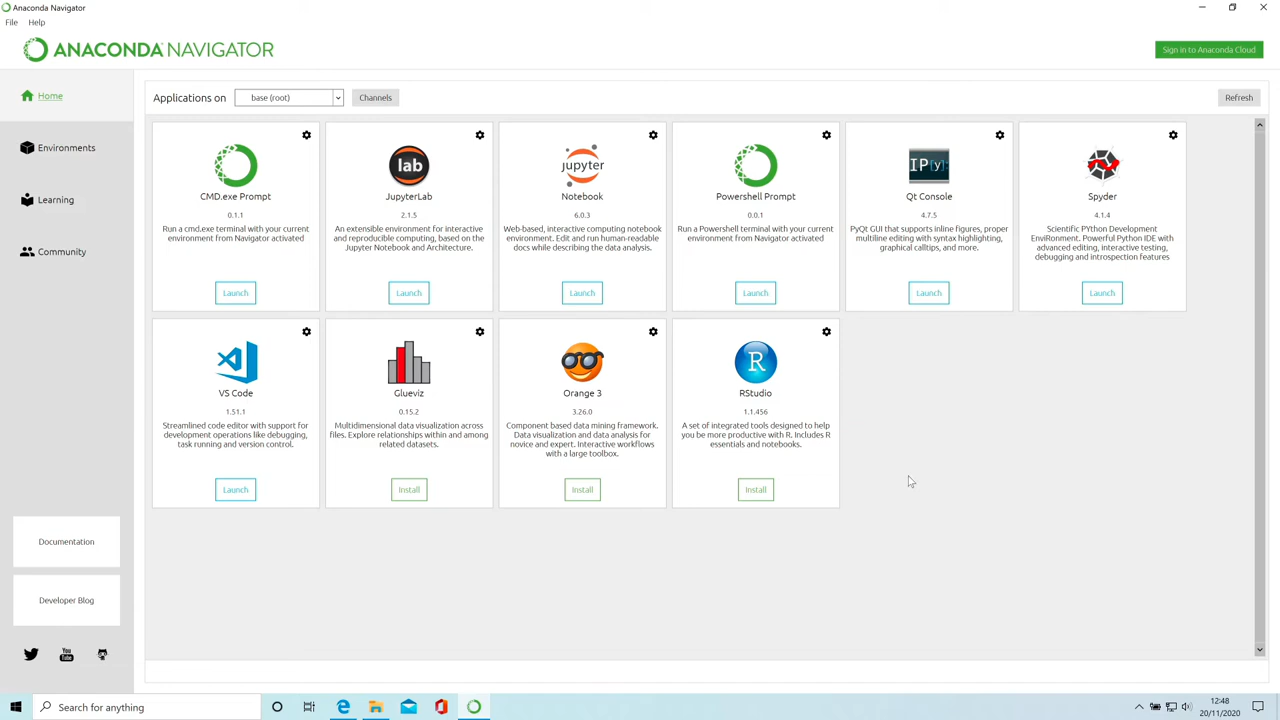 Anaconda Navigator
File Help
ANACONDA NAVIGATOR
Sign in to Anaconda Cloud
Home
Environments
Learning
Community
Documentation
Developer Blog
You
Tube
Applications on
base (root)
Channels
Refresh
CMD.exe Prompt
0.1.1
Run a cmd.exe terminal with your current
environment from Navigator activated
Launch
lab
JupyterLab
2.1.5
An extensible environment for interactive
and reproducible computing, based on the
Jupyter Notebook and Architecture.
Launch
jupyter
Notebook
6.0.3
Web-based, interactive computing notebook
environment. Edit and run human-readable
docs while describing the data analysis.
Launch
Powershell Prompt
0.0.1
Run a Powershell terminal with your current
environment from Navigator activated
Launch
IP[y]:
Qt Console
4.7.5
PyQt GUI that supports inline figures, proper
multiline editing with syntax highlighting,
graphical calltips, and more.
Launch
Spyder
4.1.4
Scientific PYthon Development
EnviRonment. Powerful Python IDE with
advanced editing, interactive testing,
debugging and introspection features
Launch
VS Code
1.51.1
Streamlined code editor with support for
development operations like debugging,
task running and version control.
Launch
Glueviz
0.15.2
Multidimensional data visualization across
files. Explore relationships within and among
related datasets.
Install
Orange 3
3.26.0
Component based data mining framework.
Data visualization and data analysis for
novice and expert. Interactive workflows
with a large toolbox.
Install
R
RStudio
1.1.456
A set of integrated tools designed to help
you be more productive with R. Includes R
essentials and notebooks.
Install
Search for anything
12:48
20/11/2020